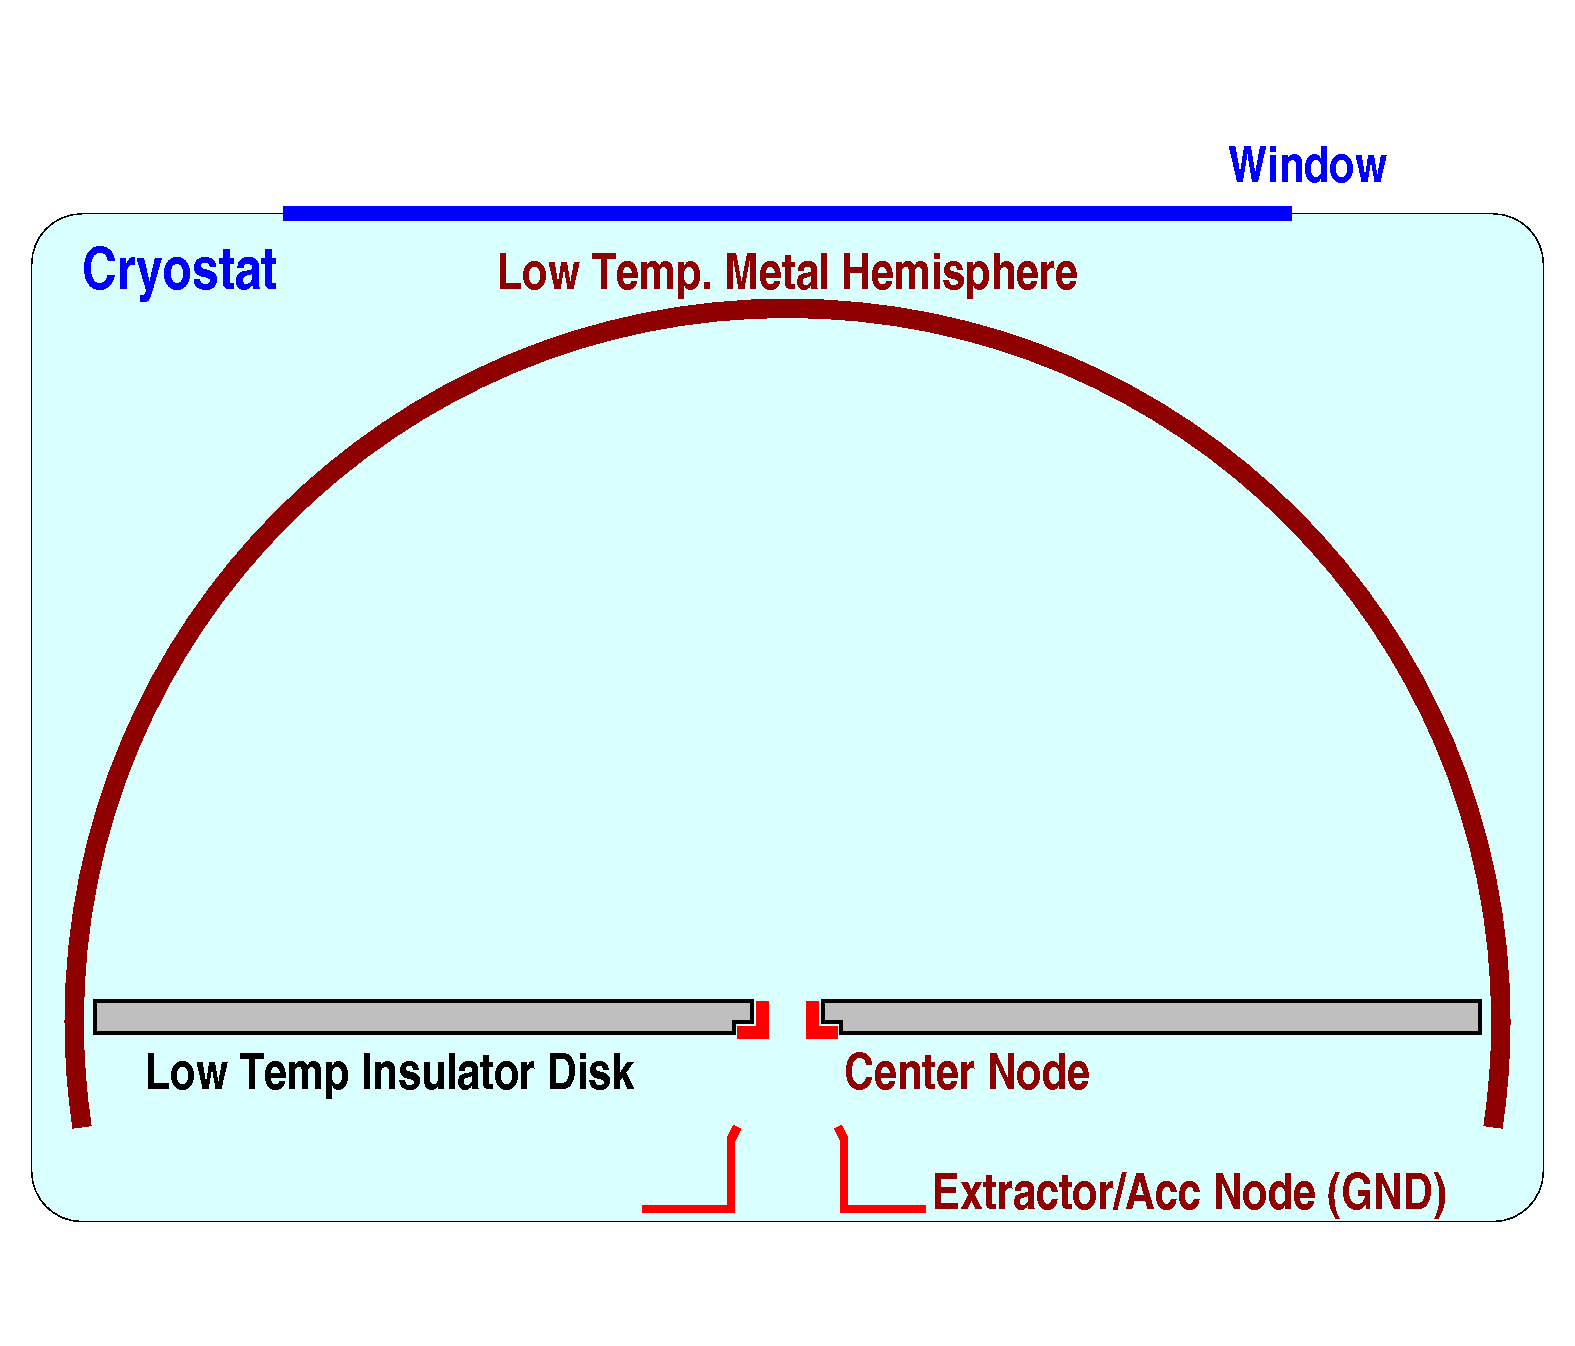 Window
Cryostat
Low Temp. Metal Hemisphere
Low Temp Insulator Disk
Center Node
Extractor/Acc Node (GND)